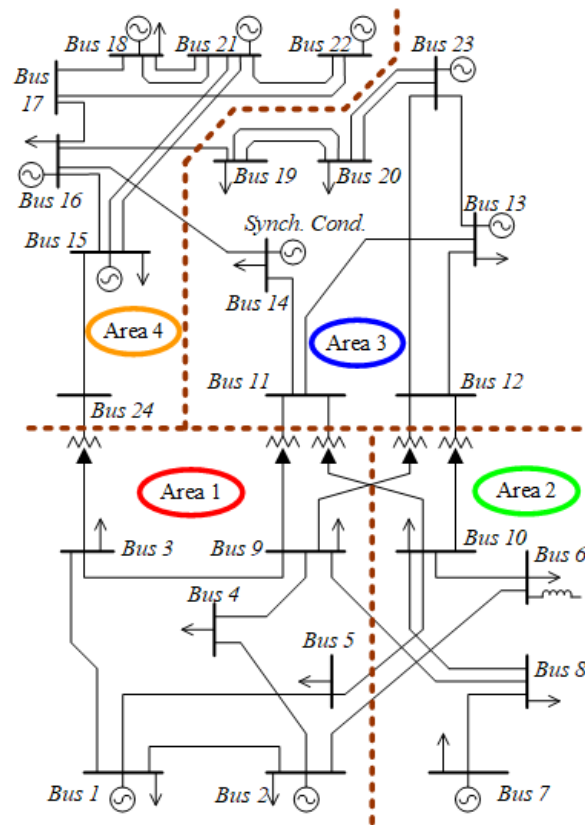 Bus 18
Bus 21
Bus 22
Bus 23
Bus
17
Bus 19
Bus 20
Bus 16
Bus 13
Synch. Cond.
Bus 15
Bus 14
Area 4
Area 3
Bus 24
Bus 11
Bus 12
Area 1
Area 2
Bus 3
Bus 9
Bus 10
Bus 6
Bus 4
Bus 5
Bus 8
Bus 1
Bus 2
Bus 7